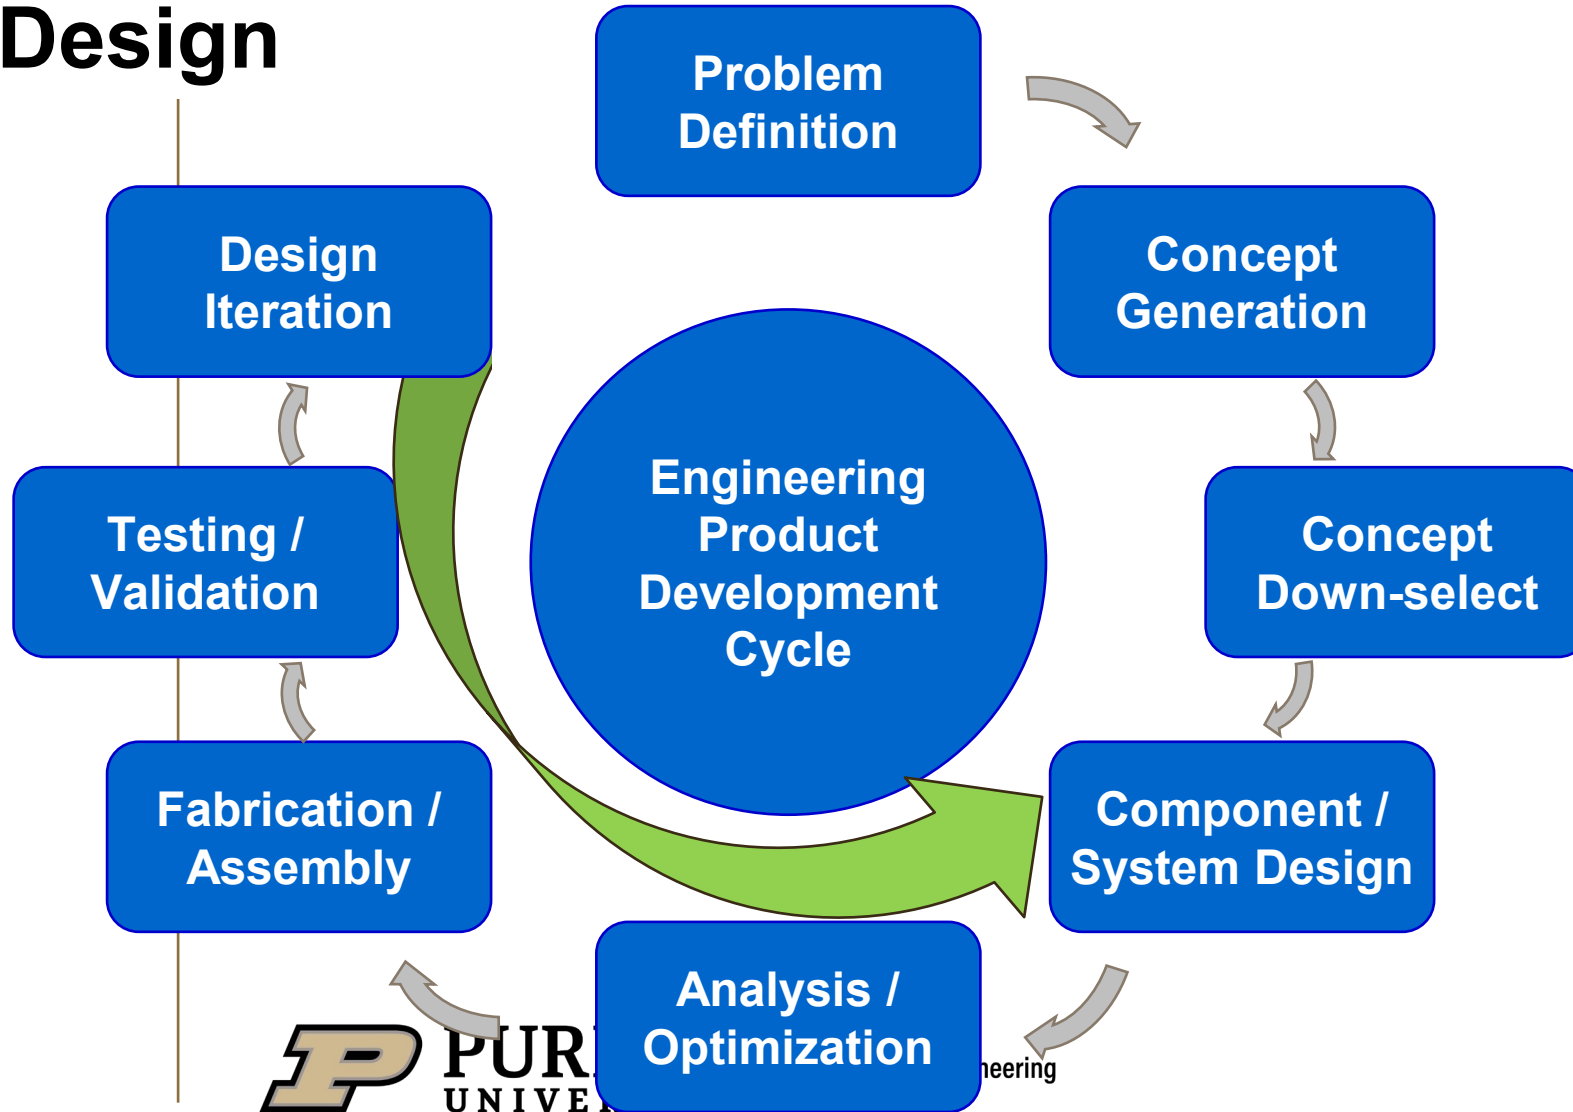 Design
Problem
Definition
Concept
Generation
Concept
Down-select
Component /
System Design
Analysis /
Optimization
Fabrication /
Assembly
Testing /
Validation
Design
Iteration
Engineering
Product
Development
Cycle